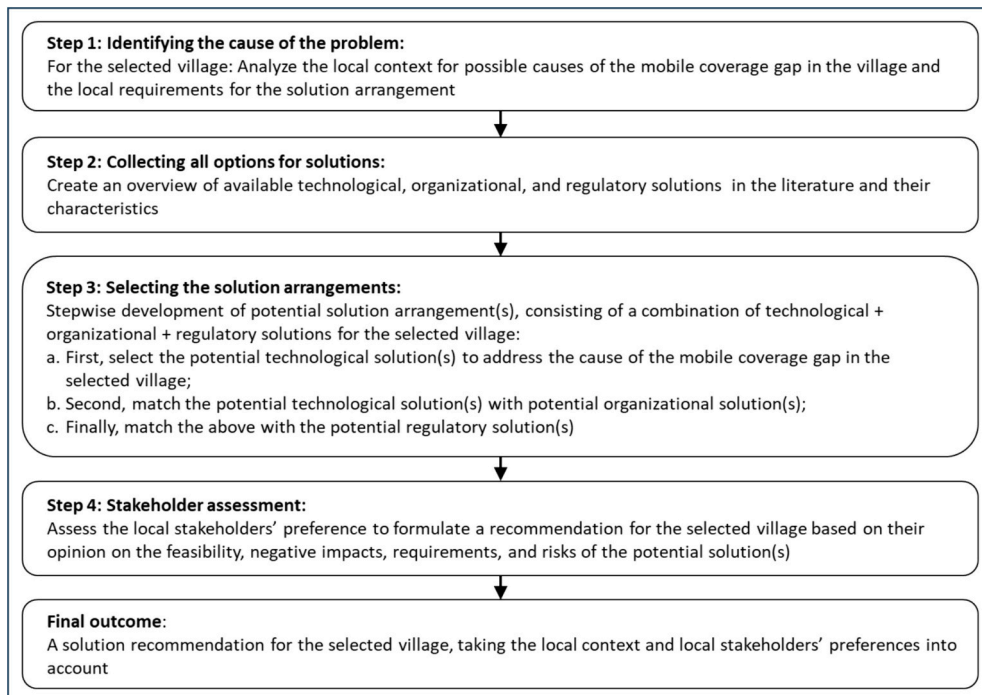 Step 1: Identifying the cause of the problem:
For the selected village: Analyze the local context for possible causes of the mobile coverage gap in the village and
the local requirements for the solution arrangement
Step 2: Collecting all options for solutions:
Create an overview of available technological, organizational, and regulatory solutions in the literature and their
characteristics
Step 3: Selecting the solution arrangements:
Stepwise development of potential solution arrangement(s), consisting of a combination of technological +
organizational + regulatory solutions for the selected village:
a. First, select the potential technological solution(s) to address the cause of the mobile coverage gap in the
selected village;
b. Second, match the potential technological solution(s) with potential organizational solution(s);
c. Finally, match the above with the potential regulatory solution(s)
Step 4: Stakeholder assessment:
Assess the local stakeholders’ preference to formulate a recommendation for the selected village based on their
opinion on the feasibility, negative impacts, requirements, and risks of the potential solution(s)
Final outcome:
A solution recommendation for the selected village, taking the local context and local stakeholders’ preferences into
account